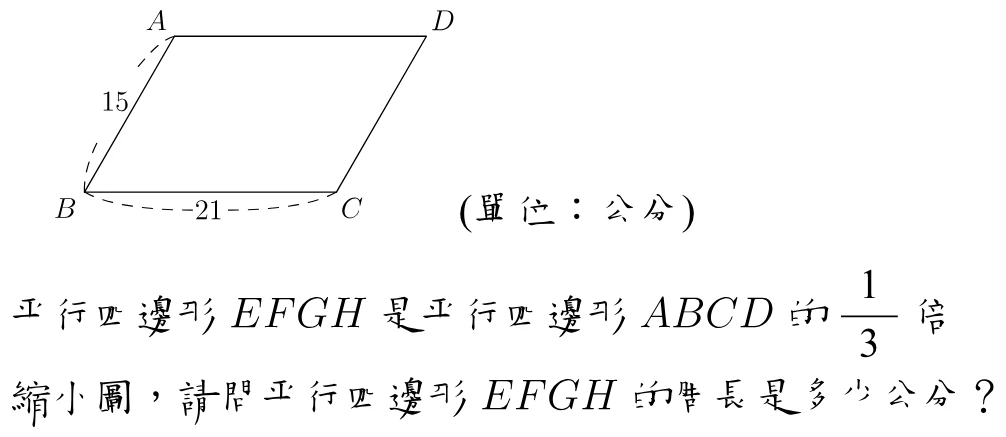 A
D
15
B
21
C
(單位：公分)
平行四邊形 EFGH 是平行四邊形 ABCD 的 1/3 倍
縮小圖，請問平行四邊形 EFGH 的周長是多少公分？